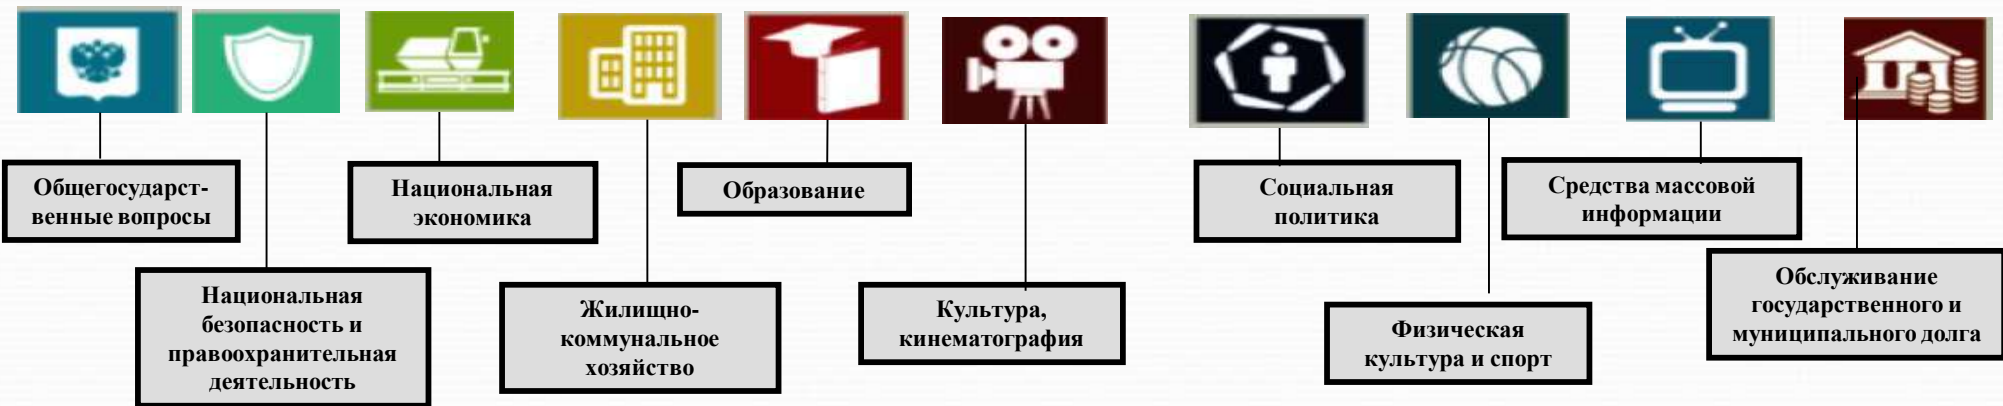 Общегосударст-
венные вопросы
Национальная
безопасность и
правоохранительная
деятельность
Национальная
экономика
Жилищно-
коммунальное
хозяйство
Образование
Культура,
кинематография
Социальная
политика
Физическая
культура и спорт
Средства массовой
информации
Обслуживание
государственного и
муниципального долга